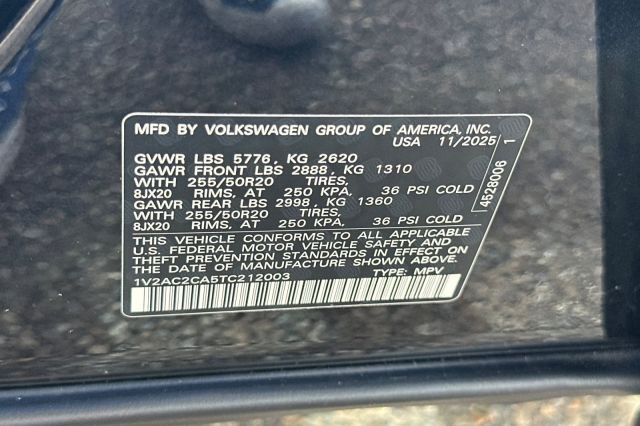 MFD BY VOLKSWAGEN GROUP OF AMERICA, INC.
USA 11/2025
GVWR LBS 5776, KG 2620
GAWR FRONT LBS 2888, KG 1310
WITH 255/50R20 TIRES,
8JX20 RIMS, AT 250 KPA, 36 PSI COLD
GAWR REAR LBS 2998, KG 1360
WITH 255/50R20 TIRES,
8JX20 RIMS, AT 250 KPA, 36 PSI COLD
THIS VEHICLE CONFORMS TO ALL APPLICABLE
U.S. FEDERAL MOTOR VEHICLE SAFETY AND
THEFT PREVENTION STANDARDS IN EFFECT ON
THE DATE OF MANUFACTURE SHOWN ABOVE.
1V2AC2CA5TC212003 TYPE: MPV
4528006 1